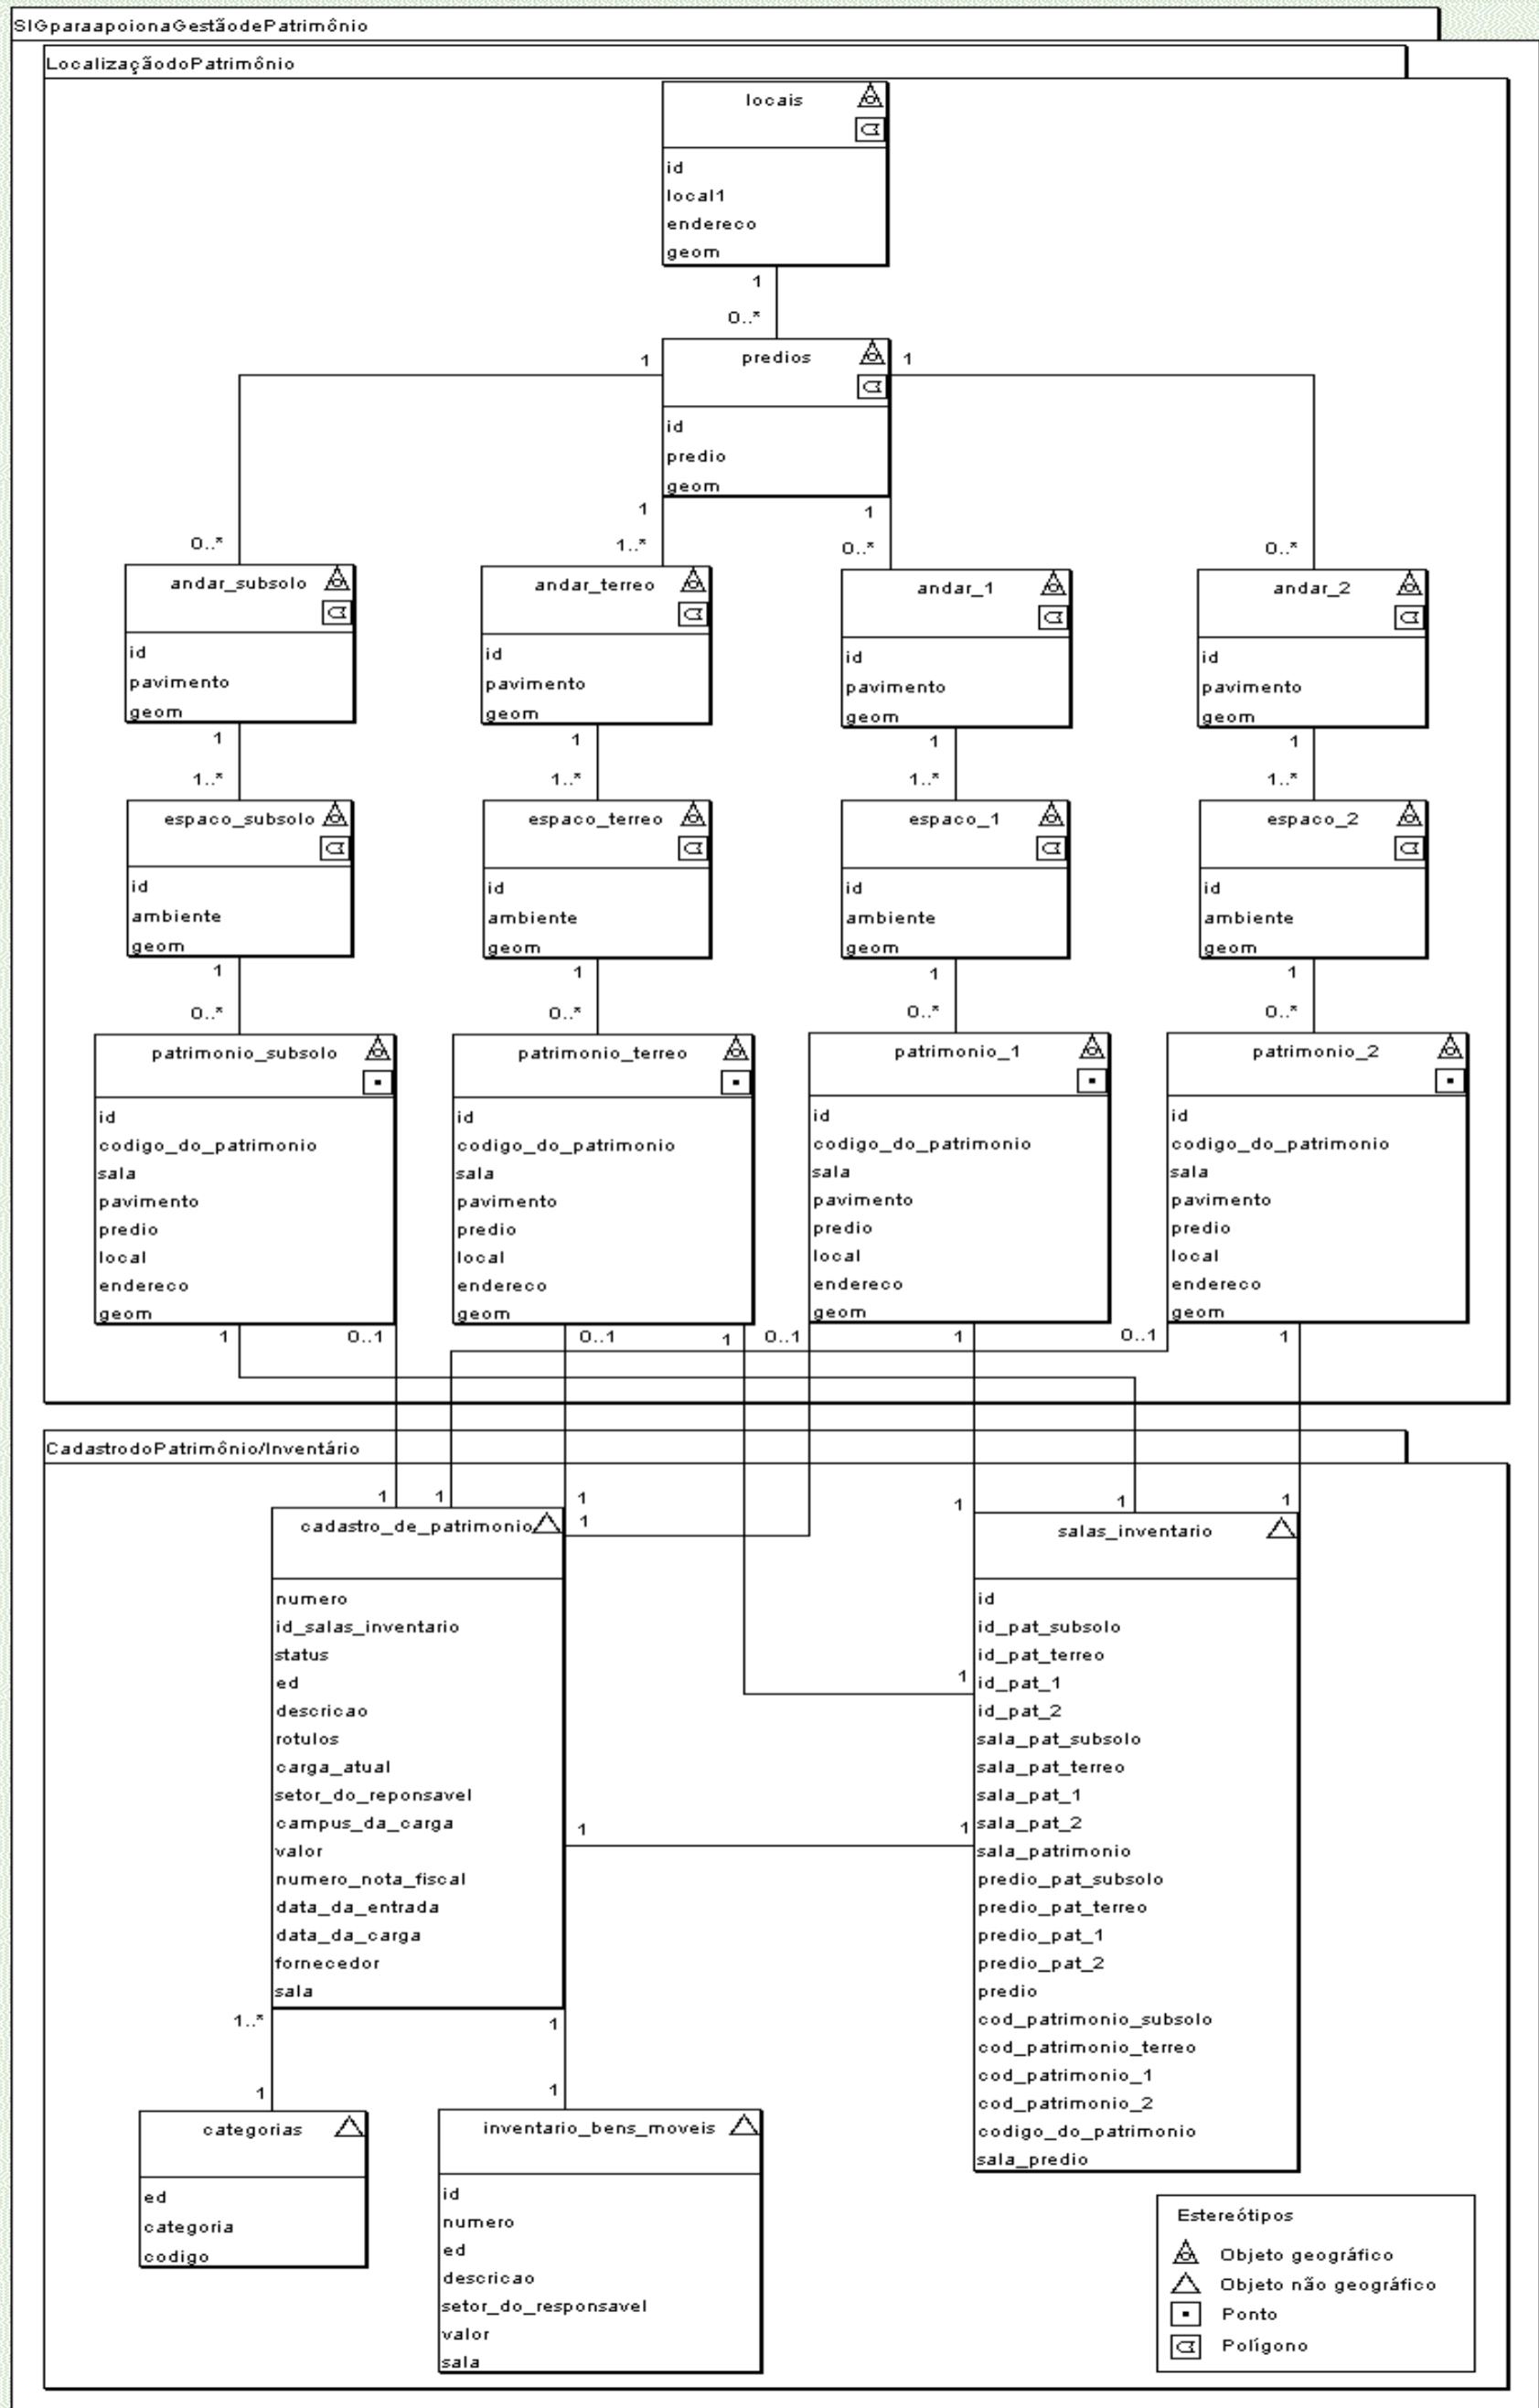 SIGparaapoionaGestãodePatrimônio
LocalizaçãodoPatrimônio
locais
id
local1
endereco
geom
1
0..*
1
predios
1
id
predio
geom
1
1
0..*
1..*
0..*
0..*
andar_subsolo
id
pavimento
geom
andar_terreo
id
pavimento
geom
andar_1
id
pavimento
geom
andar_2
id
pavimento
geom
1
1
1
1
1..*
1..*
1..*
1..*
espaco_subsolo
id
ambiente
geom
espaco_terreo
id
ambiente
geom
espaco_1
id
ambiente
geom
espaco_2
id
ambiente
geom
1
1
1
1
0..*
0..*
0..*
0..*
patrimonio_subsolo
id
codigo_do_patrimonio
sala
pavimento
predio
local
endereco
geom
patrimonio_terreo
id
codigo_do_patrimonio
sala
pavimento
predio
local
endereco
geom
patrimonio_1
id
codigo_do_patrimonio
sala
pavimento
predio
local
endereco
geom
patrimonio_2
id
codigo_do_patrimonio
sala
pavimento
predio
local
endereco
geom
1
0..1
0..1
1
0..1
1
0..1
1
CadastrodoPatrimônio/Inventário
1
1
1
1
1
1
1
cadastro_de_patrimonio
numero
id_salas_inventario
status
ed
descricao
rotulos
carga_atual
setor_do_reponsavel
campus_da_carga
valor
numero_nota_fiscal
data_da_entrada
data_da_carga
fornecedor
sala
1
1
1
salas_inventario
id
id_pat_subsolo
id_pat_terreo
id_pat_1
id_pat_2
sala_pat_subsolo
sala_pat_terreo
sala_pat_1
sala_pat_2
sala_patrimonio
predio_pat_subsolo
predio_pat_terreo
predio_pat_1
predio_pat_2
predio
cod_patrimonio_subsolo
cod_patrimonio_terreo
cod_patrimonio_1
cod_patrimonio_2
codigo_do_patrimonio
sala_predio
1..*
1
1
1
categorias
ed
categoria
codigo
inventario_bens_moveis
id
numero
ed
descricao
setor_do_responsavel
valor
sala
Estereótipos
Objeto geográfico
Objeto não geográfico
Ponto
Polígono